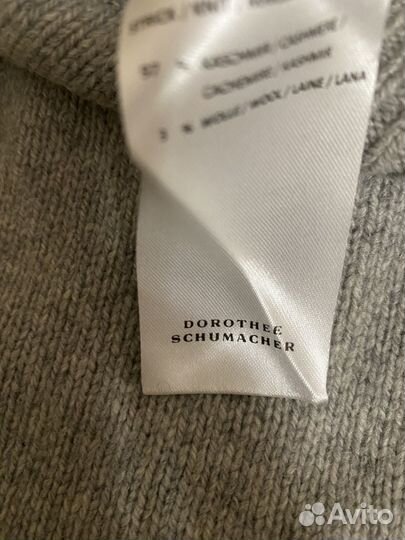 KASCHMIR / CASHMERE /
CACHEMIRE / KASHMIR
% WOLLE / WOOL / LAINE / LANA
DOROTHEE
SCHUMACHER
Avito